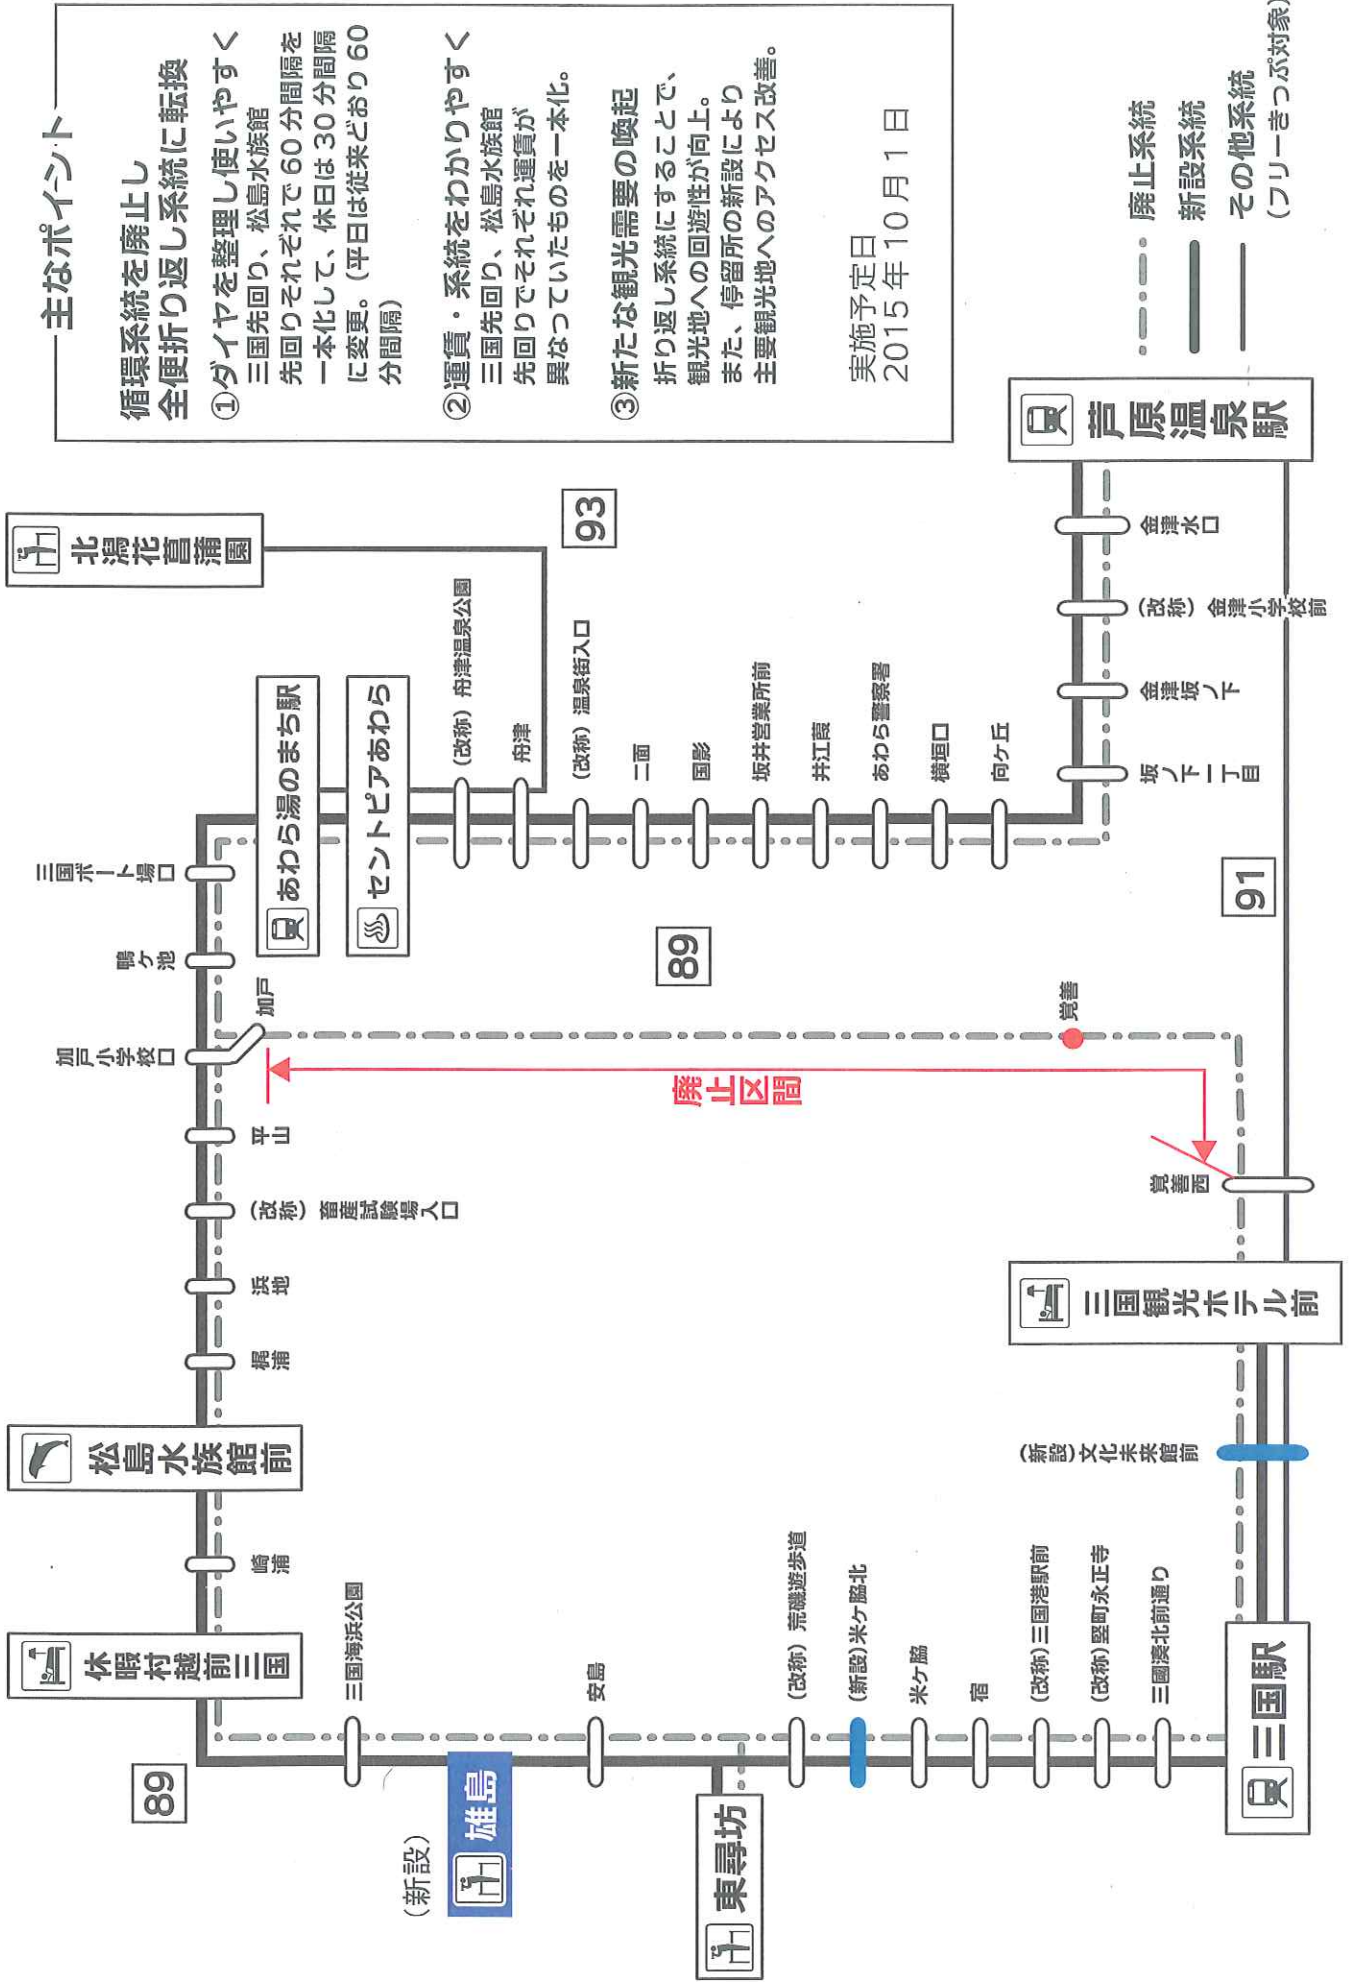 主なポイント
循環系統を廃止し
全便折り返し系統に転換
①ダイヤを整理し使いやすく
三国先回り、松島水族館
先回りそれぞれで60分間隔を
一本化して、休日は30分間隔
に変更。（平日は従来どおり60
分間隔）
②運賃・系統をわかりやすく
三国先回り、松島水族館
先回りでそれぞれ運賃が
異なっていたものを一本化。
③新たな観光需要の喚起
折り返し系統にすることで、
観光地への回遊性が向上。
また、停留所の新設により
主要観光地へのアクセス改善。
実施予定日
2015年10月1日
廃止系統
新設系統
その他系統
（フリーきっぷ対象）
89
休暇村越前三国
崎浦
松島水族館前
梶浦
浜地
（改称）畜産試験場入口
平山
加戸小学校口
加戸
鴨ケ池
三国ボート場口
あわら湯のまち駅
セントピアあわら
北潟花菖蒲園
93
（改称）舟津温泉公園
舟津
（改称）温泉街入口
二面
国影
坂井営業所前
井江葭
あわら警察署
横垣口
向ケ丘
89
坂ノ下一丁目
金津坂ノ下
（改称）金津小学校前
金津水口
芦原温泉駅
91
覚善
廃止区間
覚善西
三国観光ホテル前
（新設）文化未来館前
三国海浜公園
（新設）
雄島
安島
東尋坊
（改称）荒磯遊歩道
（新設）米ケ脇北
米ケ脇
宿
（改称）三国港駅前
（改称）竪町永正寺
三國湊北前通り
三国駅